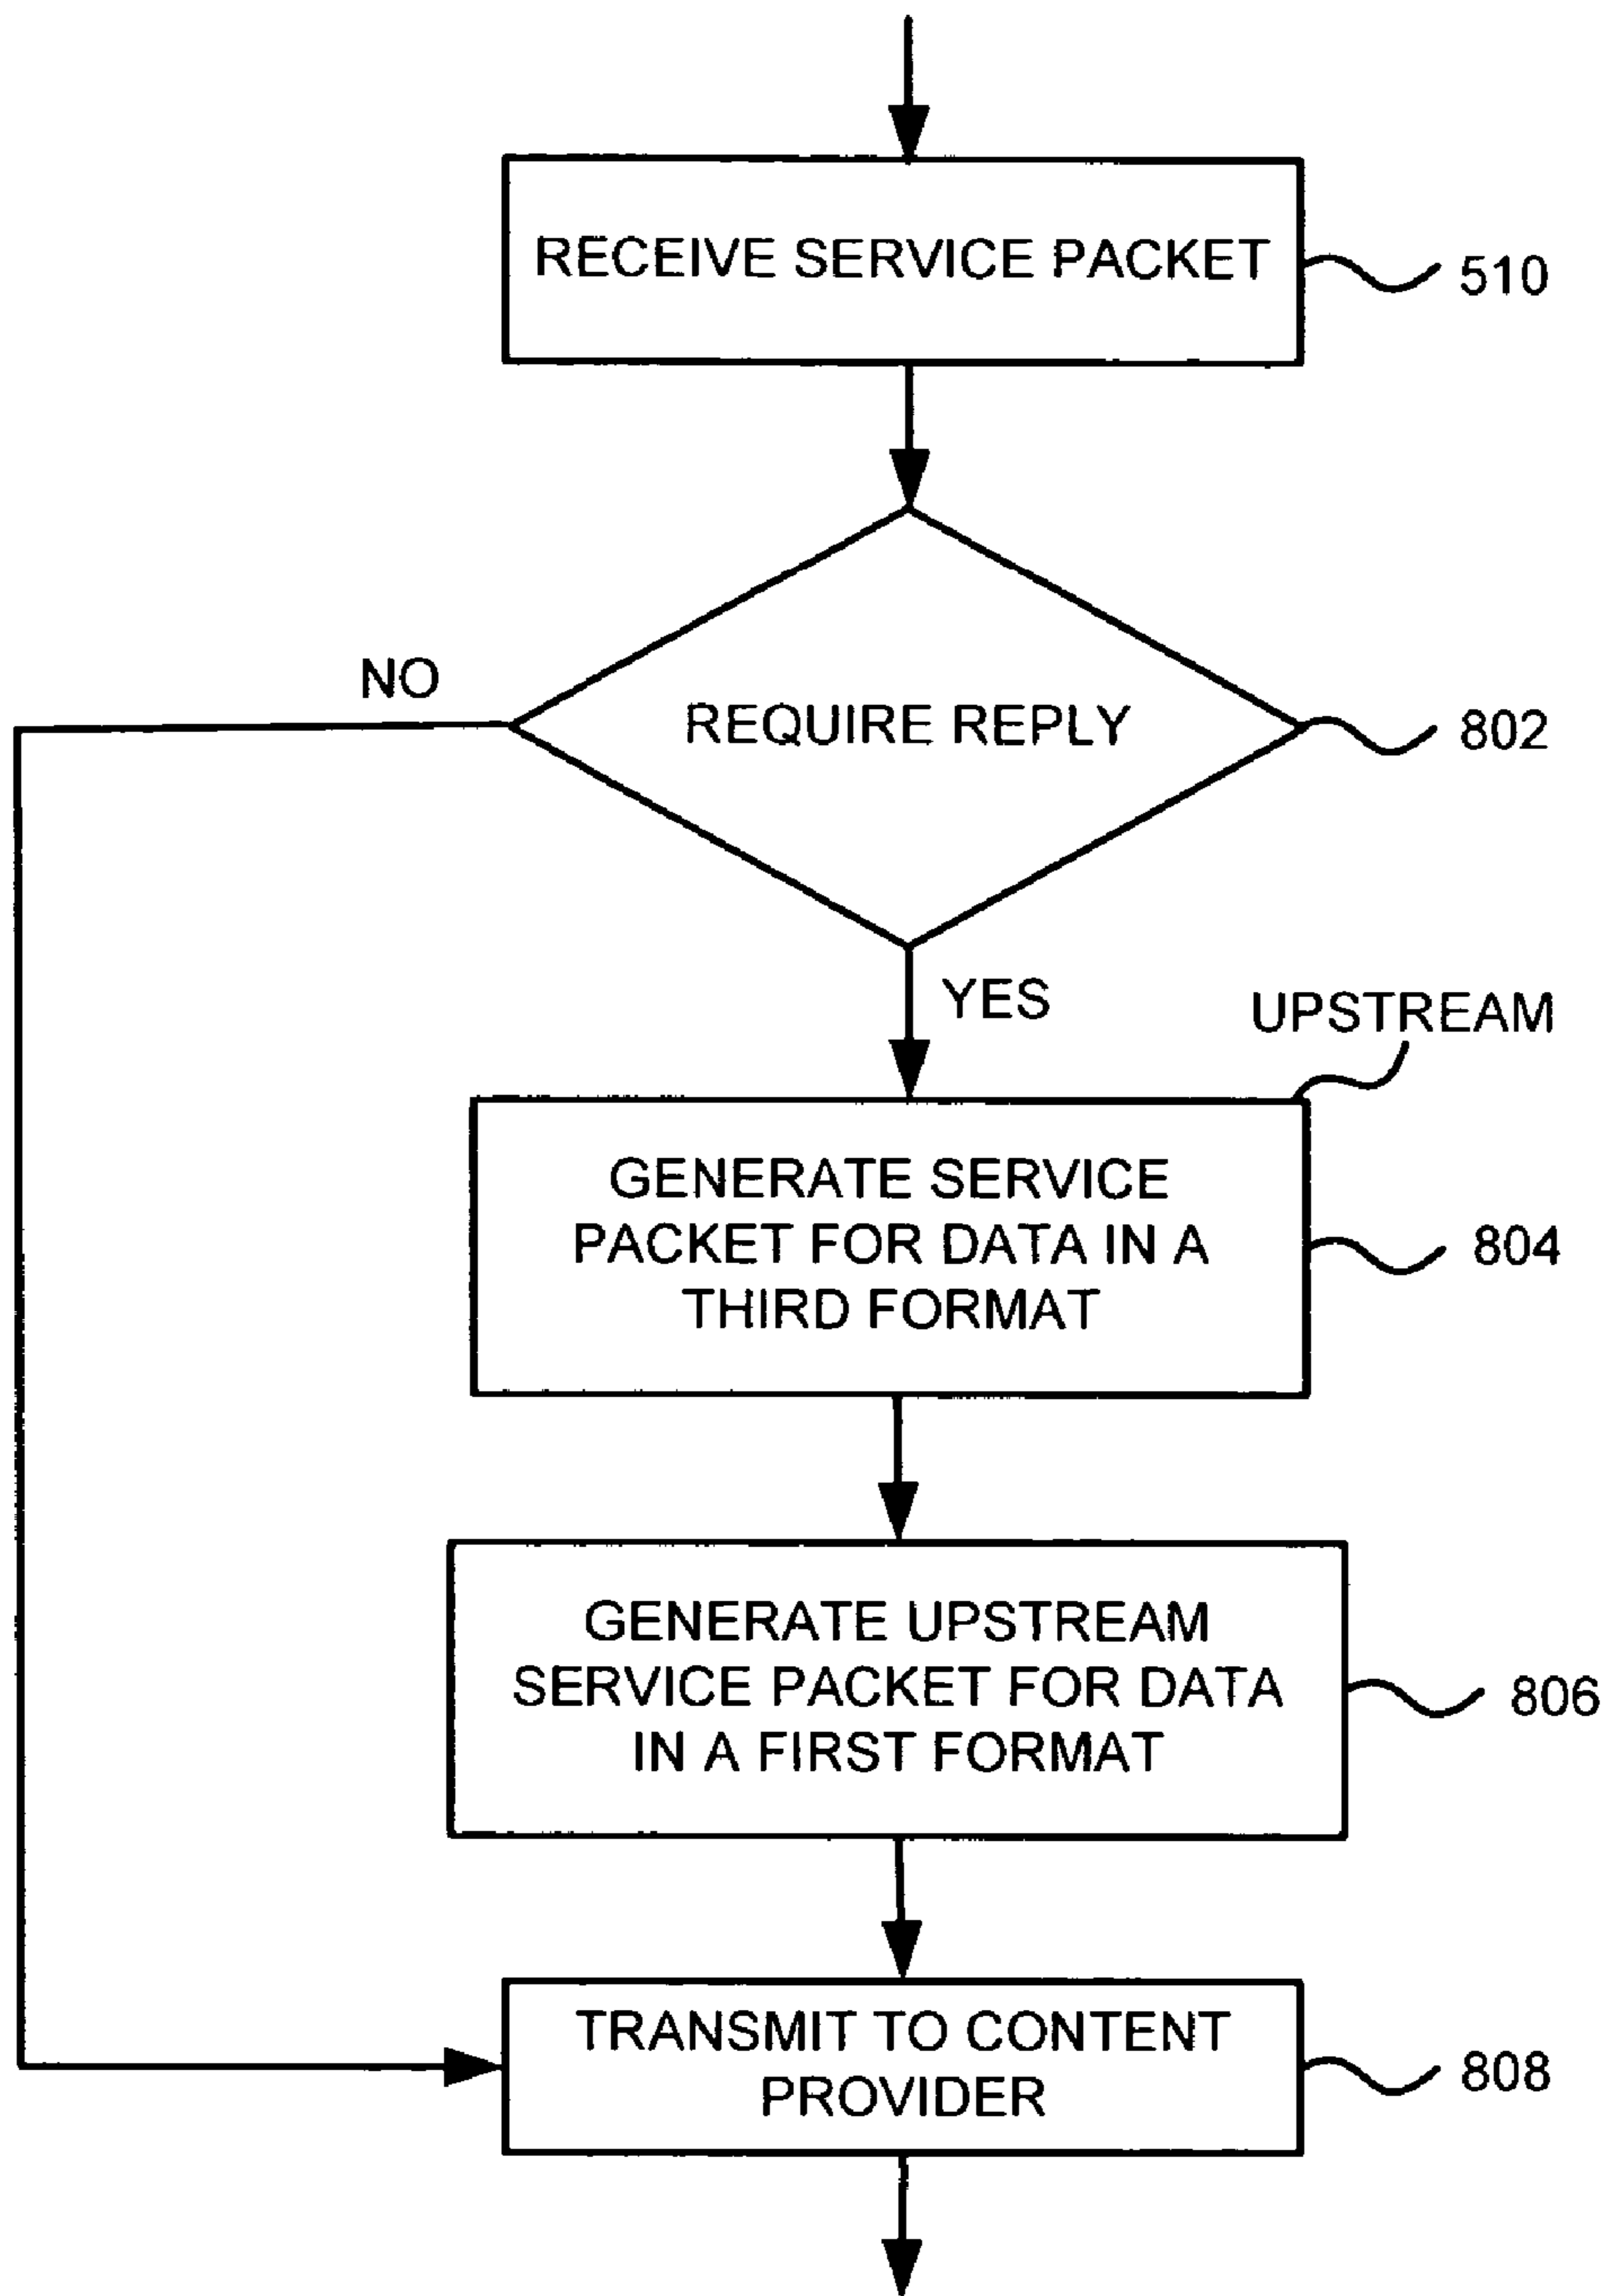 RECEIVE SERVICE PACKET
510
NO
REQUIRE REPLY
802
YES
UPSTREAM
GENERATE SERVICE
PACKET FOR DATA IN A
THIRD FORMAT
804
GENERATE UPSTREAM
SERVICE PACKET FOR DATA
IN A FIRST FORMAT
806
TRANSMIT TO CONTENT
PROVIDER
808